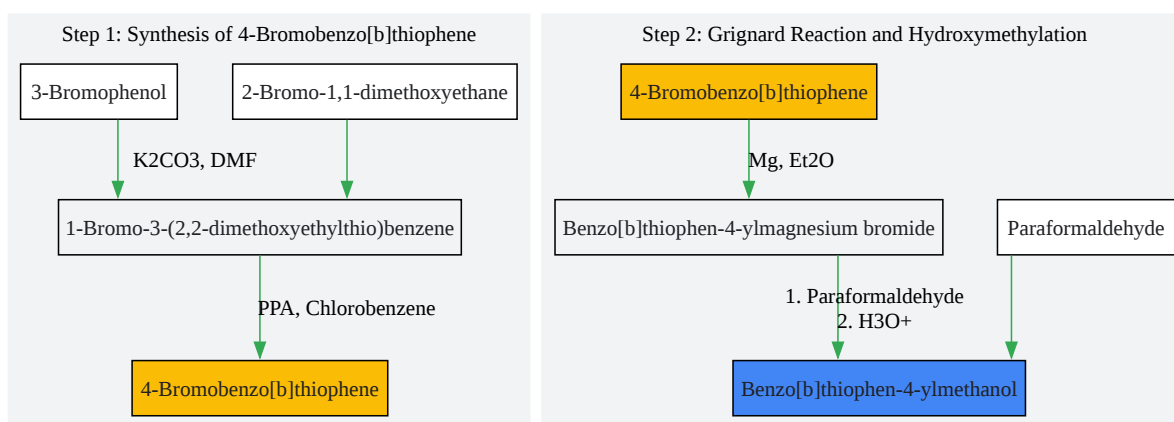 Step 1: Synthesis of 4-Bromobenzo[b]thiophene
3-Bromophenol
2-Bromo-1,1-dimethoxyethane
K2CO3, DMF
1-Bromo-3-(2,2-dimethoxyethylthio)benzene
PPA, Chlorobenzene
4-Bromobenzo[b]thiophene
Step 2: Grignard Reaction and Hydroxymethylation
4-Bromobenzo[b]thiophene
Mg, Et2O
Benzo[b]thiophen-4-ylmagnesium bromide
Paraformaldehyde
1. Paraformaldehyde
2. H3O+
Benzo[b]thiophen-4-ylmethanol